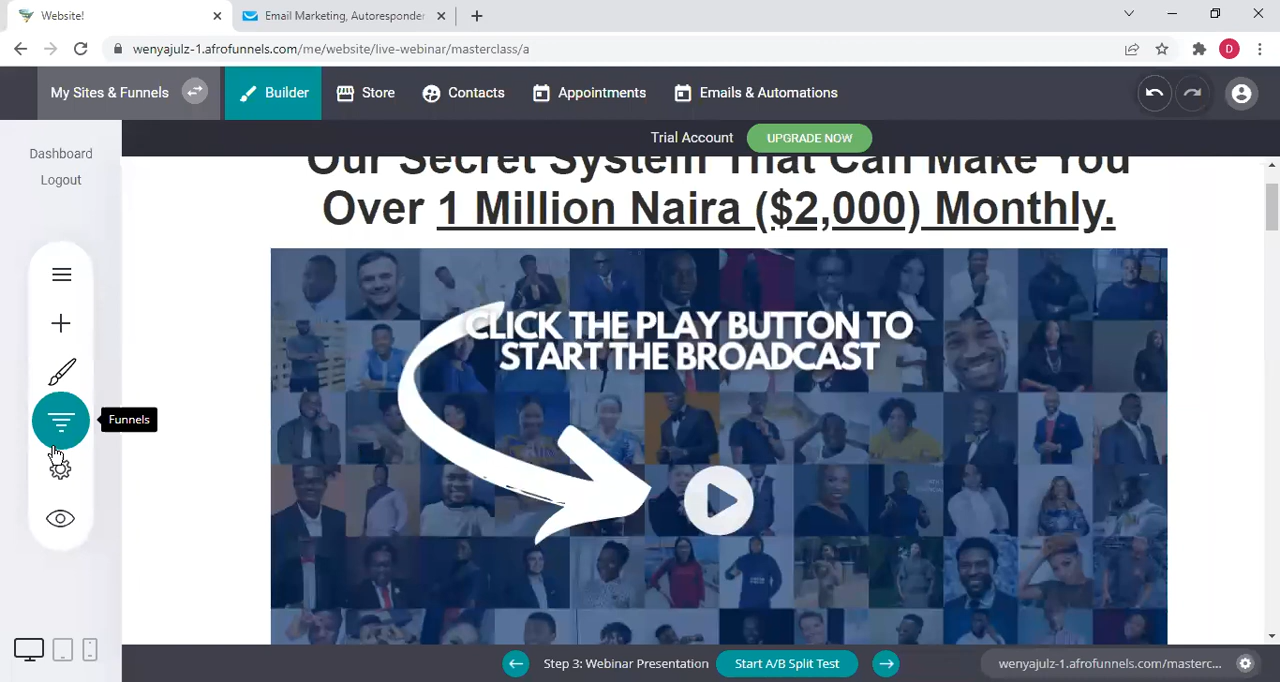 Website!
Email Marketing, Autoresponder
wenyajulz-1.afrofunnels.com/me/website/live-webinar/masterclass/a
D
My Sites & Funnels
Builder
Store
Contacts
Appointments
Emails & Automations
Trial Account
UPGRADE NOW
Dashboard
Logout
Our Secret System That Can Make You
Over 1 Million Naira ($2,000) Monthly.
CLICK THE PLAY BUTTON TO
START THE BROADCAST
Funnels
Step 3: Webinar Presentation
Start A/B Split Test
wenyajulz-1.afrofunnels.com/masterc...